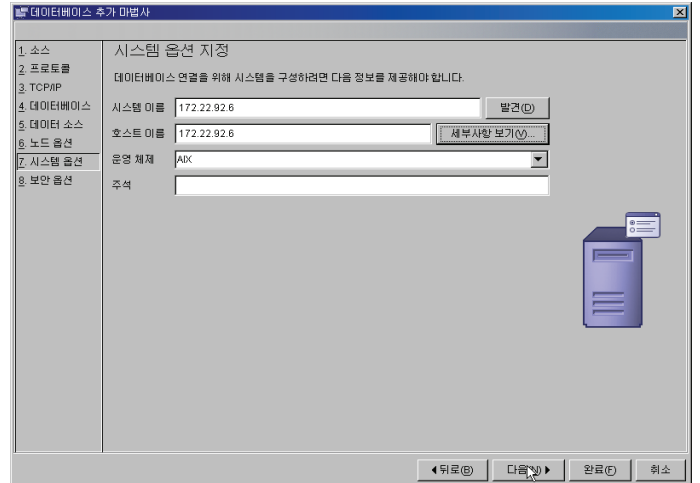 데이터베이스 추가 마법사
1. 소스
2. 프로토콜
3. TCP/IP
4. 데이터베이스
5. 데이터 소스
6. 노드 옵션
7. 시스템 옵션
8. 보안 옵션
시스템 옵션 지정
데이터베이스 연결을 위해 시스템을 구성하려면 다음 정보를 제공해야 합니다.
시스템 이름 172.22.92.6 발견(D)
호스트 이름 172.22.92.6 세부사항 보기(V)...
운영 체제 AIX
주석
뒤로(B) 다음(N) 완료(F) 취소